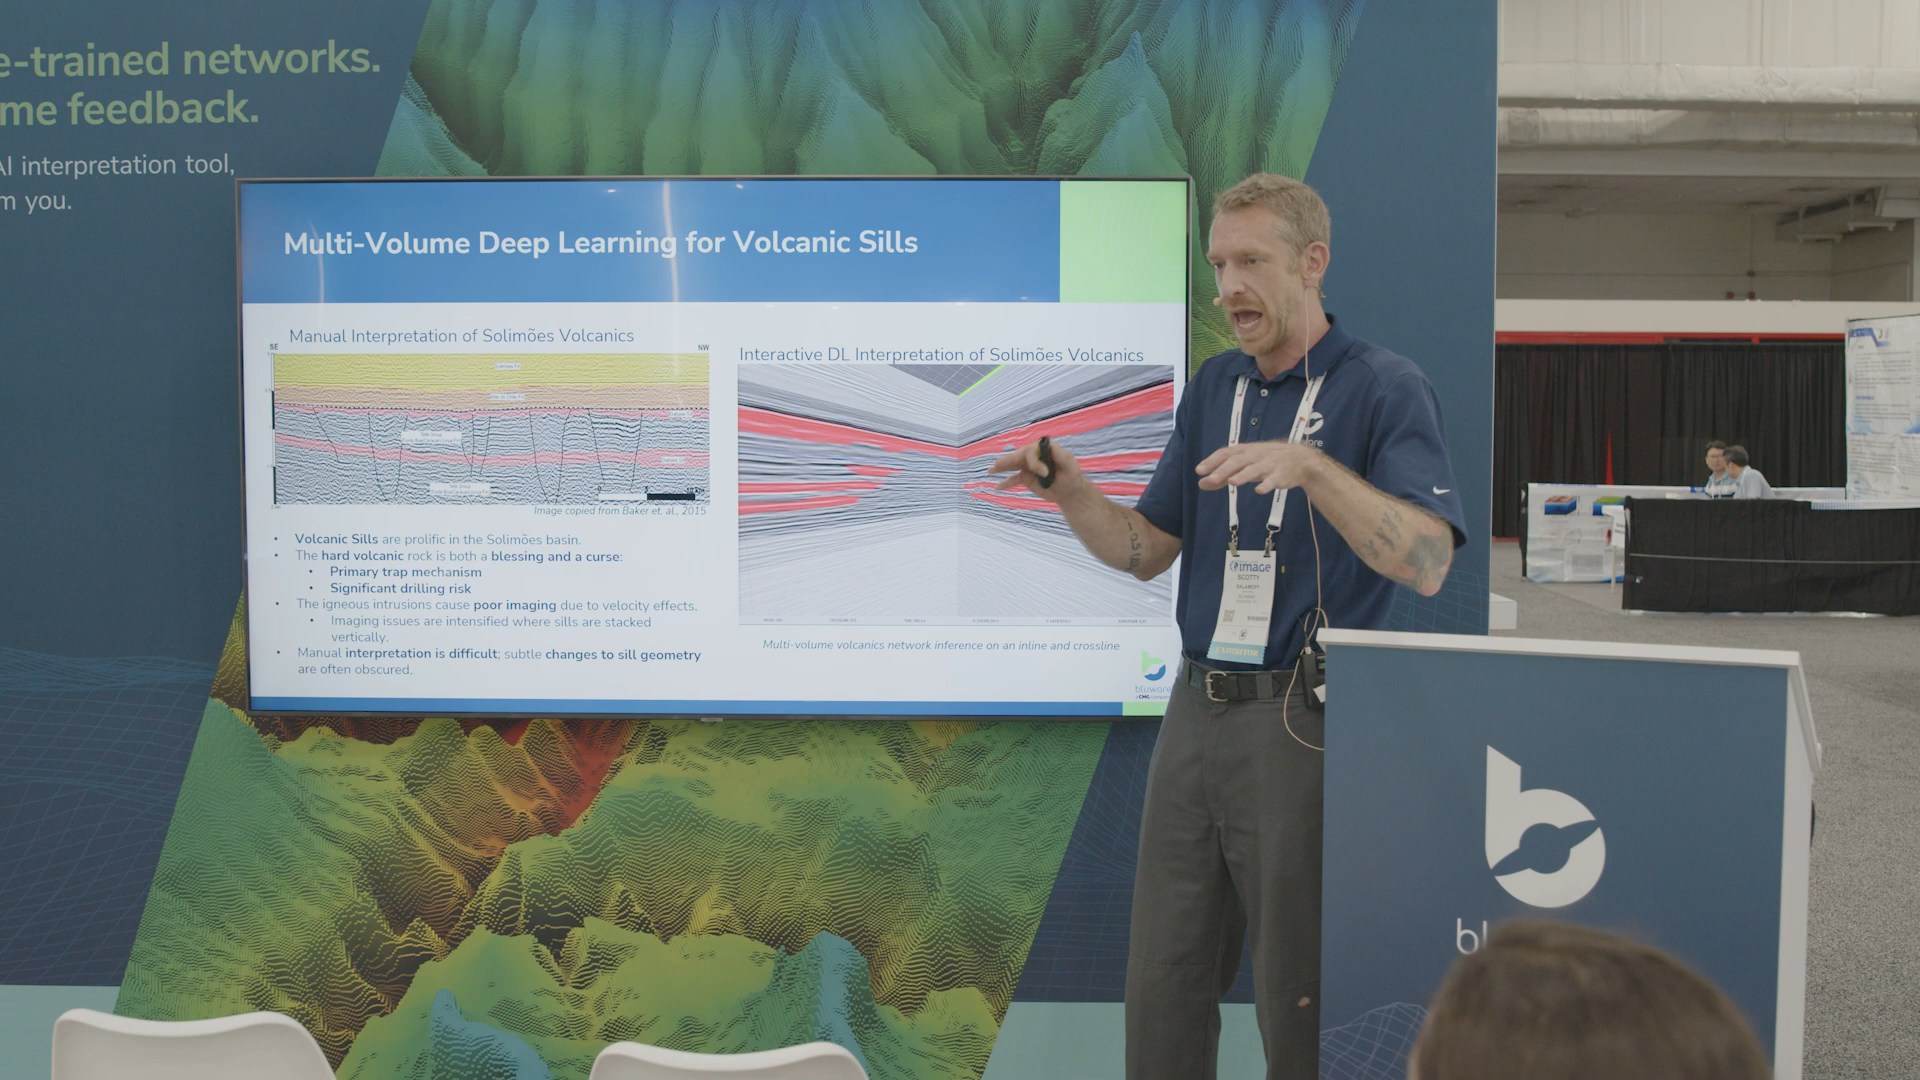 e-trained networks.
me feedback.
AI interpretation tool,
m you.
Multi-Volume Deep Learning for Volcanic Sills
Manual Interpretation of Solimões Volcanics
SE
NW
Image copied from Baker et. al., 2015
• Volcanic Sills are prolific in the Solimões basin.
• The hard volcanic rock is both a blessing and a curse:
• Primary trap mechanism
• Significant drilling risk
• The igneous intrusions cause poor imaging due to velocity effects.
• Imaging issues are intensified where sills are stacked
vertically.
• Manual interpretation is difficult; subtle changes to sill geometry
are often obscured.
Interactive DL Interpretation of Solimões Volcanics
Multi-volume volcanics network inference on an inline and crossline
bluware
a CMG company
image
SCOTTY
EXHIBITOR
bl